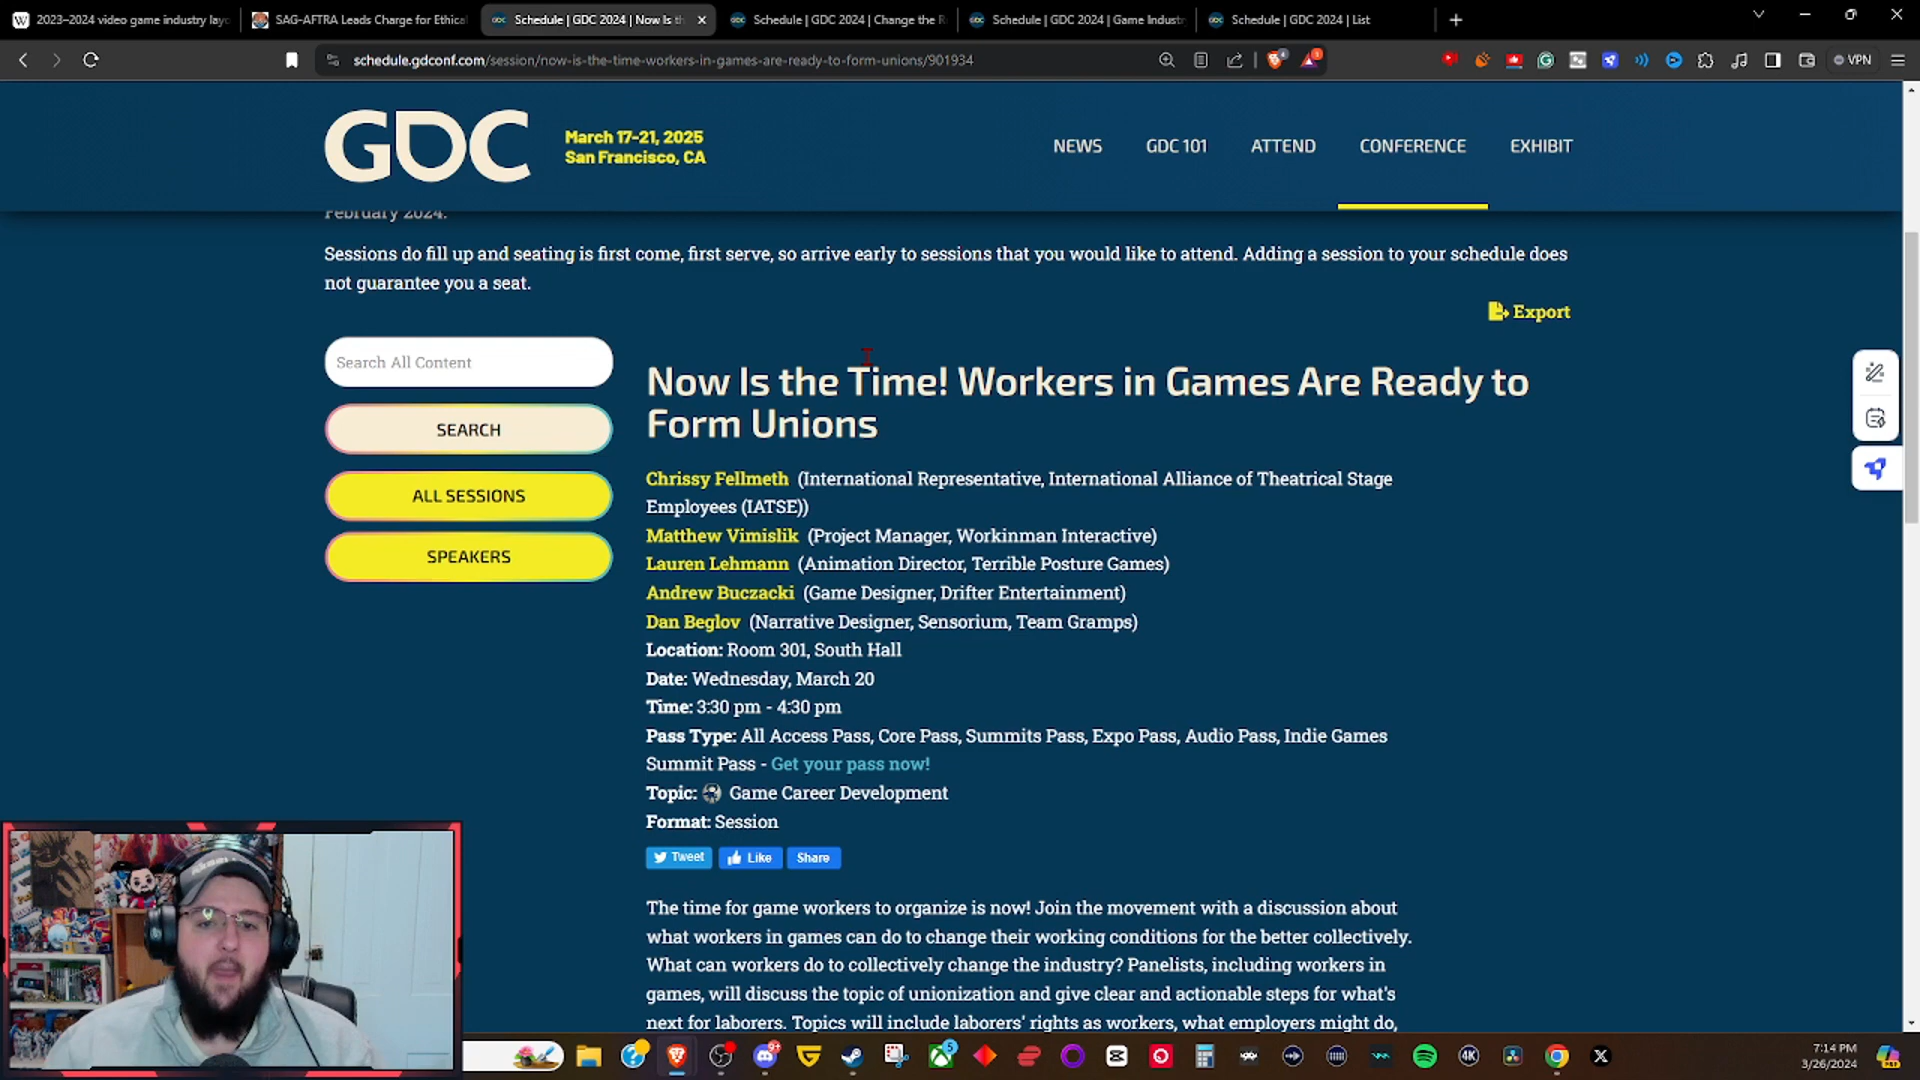 2023–2024 video game industry layo
SAG-AFTRA Leads Charge for Ethical
Schedule | GDC 2024 | Now Is th
Schedule | GDC 2024 | Change the R
Schedule | GDC 2024 | Game Industr
Schedule | GDC 2024 | List
schedule.gdconf.com/session/now-is-the-time-workers-in-games-are-ready-to-form-unions/901934
VPN
GDC
March 17-21, 2025
San Francisco, CA
NEWS
GDC 101
ATTEND
CONFERENCE
EXHIBIT
February 2024.
Sessions do fill up and seating is first come, first serve, so arrive early to sessions that you would like to attend. Adding a session to your schedule does
not guarantee you a seat.
Export
Search All Content
SEARCH
ALL SESSIONS
SPEAKERS
Now Is the Time! Workers in Games Are Ready to
Form Unions
Chrissy Fellmeth (International Representative, International Alliance of Theatrical Stage
Employees (IATSE))
Matthew Vimislik (Project Manager, Workinman Interactive)
Lauren Lehmann (Animation Director, Terrible Posture Games)
Andrew Buczacki (Game Designer, Drifter Entertainment)
Dan Beglov (Narrative Designer, Sensorium, Team Gramps)
Location: Room 301, South Hall
Date: Wednesday, March 20
Time: 3:30 pm - 4:30 pm
Pass Type: All Access Pass, Core Pass, Summits Pass, Expo Pass, Audio Pass, Indie Games
Summit Pass - Get your pass now!
Topic: Game Career Development
Format: Session
Tweet
Like
Share
The time for game workers to organize is now! Join the movement with a discussion about
what workers in games can do to change their working conditions for the better collectively.
What can workers do to collectively change the industry? Panelists, including workers in
games, will discuss the topic of unionization and give clear and actionable steps for what's
next for laborers. Topics will include laborers' rights as workers, what employers might do,
7:14 PM
3/26/2024